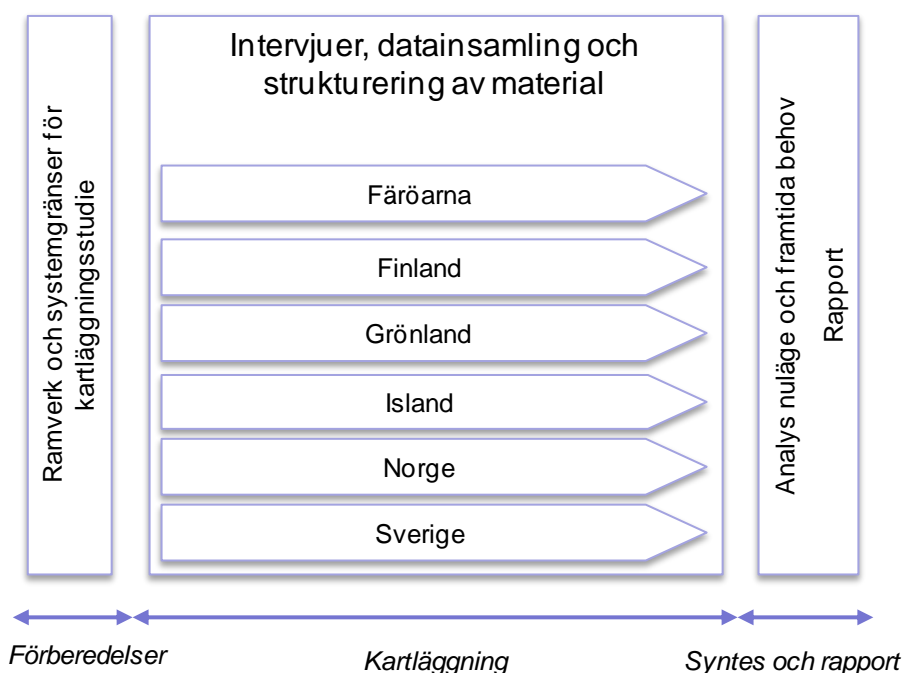 Ramverk och systemgränser för
kartläggningsstudie
Intervjuer, datainsamling och
strukturering av material
Färöarna
Finland
Grönland
Island
Norge
Sverige
Analys nuläge och framtida behov
Rapport
Förberedelser
Kartläggning
Syntes och rapport